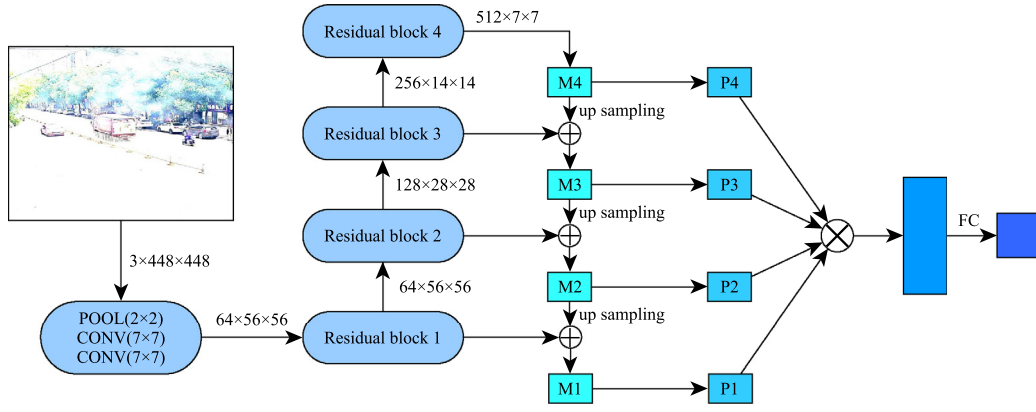 Residual block 4
512×7×7
M4
P4
256×14×14
up sampling
Residual block 3
M3
P3
128×28×28
up sampling
Residual block 2
FC
3×448×448
64×56×56
M2
P2
up sampling
POOL(2×2)
CONV(7×7)
CONV(7×7)
64×56×56
Residual block 1
M1
P1